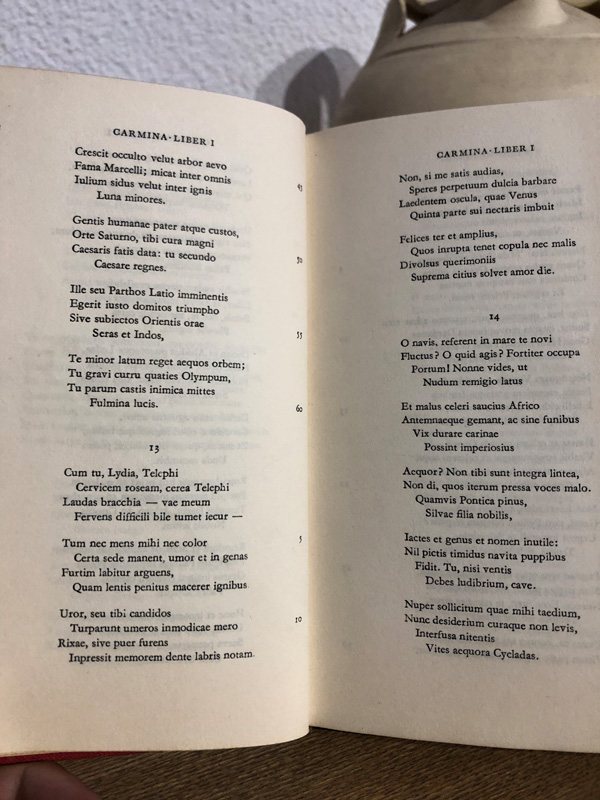 CARMINA·LIBER I
Crescit occulto velut arbor aevo
Fama Marcelli; micat inter omnis
Iulium sidus velut inter ignis
Luna minores.
45
Gentis humanae pater atque custos,
Orte Saturno, tibi cura magni
Caesaris fatis data: tu secundo
Caesare regnes.
50
Ille seu Parthos Latio imminentis
Egerit iusto domitos triumpho
Sive subiectos Orientis orae
Seras et Indos,
55
Te minor latum reget aequos orbem;
Tu gravi curru quaties Olympum,
Tu parum castis inimica mittes
Fulmina lucis.
60
13
Cum tu, Lydia, Telephi
Cervicem roseam, cerea Telephi
Laudas bracchia — vae meum
Fervens difficili bile tumet iecur —
Tum nec mens mihi nec color
5
Certa sede manent, umor et in genas
Furtim labitur arguens,
Quam lentis penitus macerer ignibus
Uror, seu tibi candidos
Turparunt umeros inmodicae mero
10
Rixae, sive puer furens
Inpressit memorem dente labris notam.
CARMINA·LIBER I
Non, si me satis audias,
Speres perpetuum dulcia barbare
Laedentem oscula, quae Venus
Quinta parte sui nectaris imbuit
Felices ter et amplius,
Quos inrupta tenet copula nec malis
Divolsus querimoniis
Suprema citius solvet amor die.
14
O navis, referent in mare te novi
Fluctus? O quid agis? Fortiter occupa
Portum! Nonne vides, ut
Nudum remigio latus
Et malus celeri saucius Africo
Antemnaeque gemant, ac sine funibus
Vix durare carinae
Possint imperiosius
Aequor? Non tibi sunt integra lintea,
Non di, quos iterum pressa voces malo.
Quamvis Pontica pinus,
Silvae filia nobilis,
Iactes et genus et nomen inutile:
Nil pictis timidus navita puppibus
Fidit. Tu, nisi ventis
Debes ludibrium, cave.
Nuper sollicitum quae mihi taedium,
Nunc desiderium curaque non levis,
Interfusa nitentis
Vites aequora Cycladas.